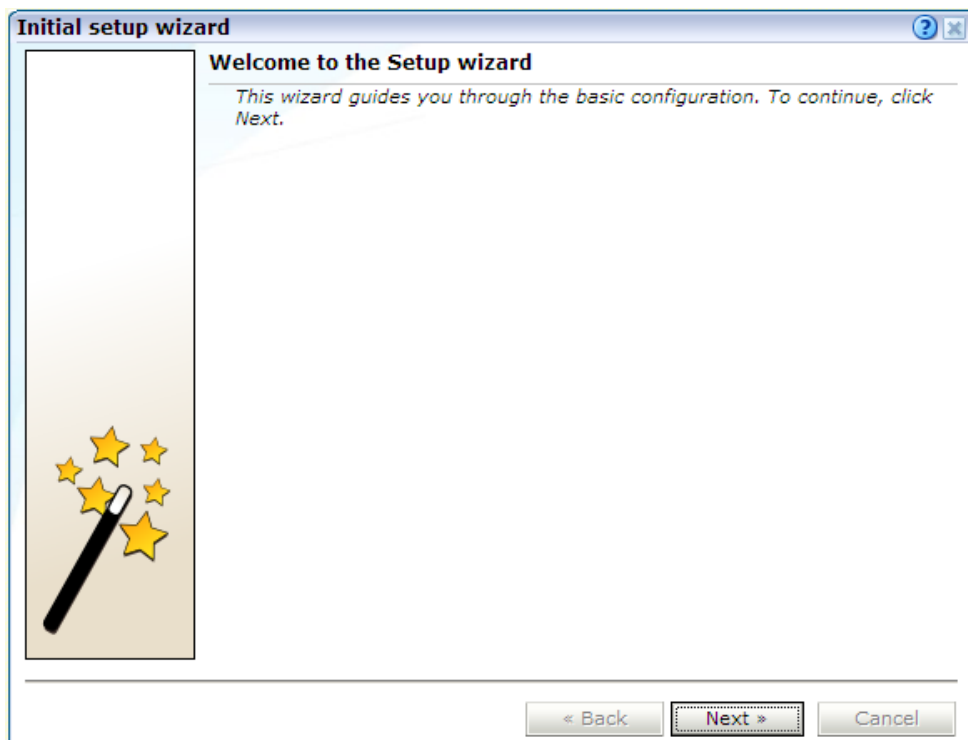 Initial setup wizard
Welcome to the Setup wizard
This wizard guides you through the basic configuration. To continue, click
Next.
« Back Next » Cancel